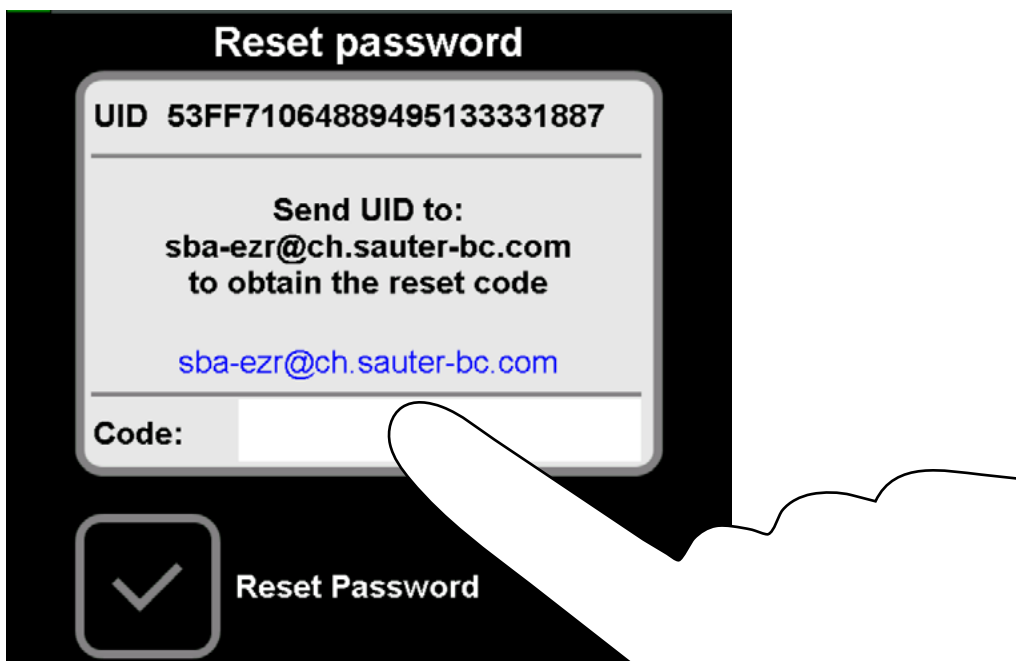 Reset password
UID 53FF71064889495133331887
Send UID to:
sba-ezr@ch.sauter-bc.com
to obtain the reset code
sba-ezr@ch.sauter-bc.com
Code:
Reset Password